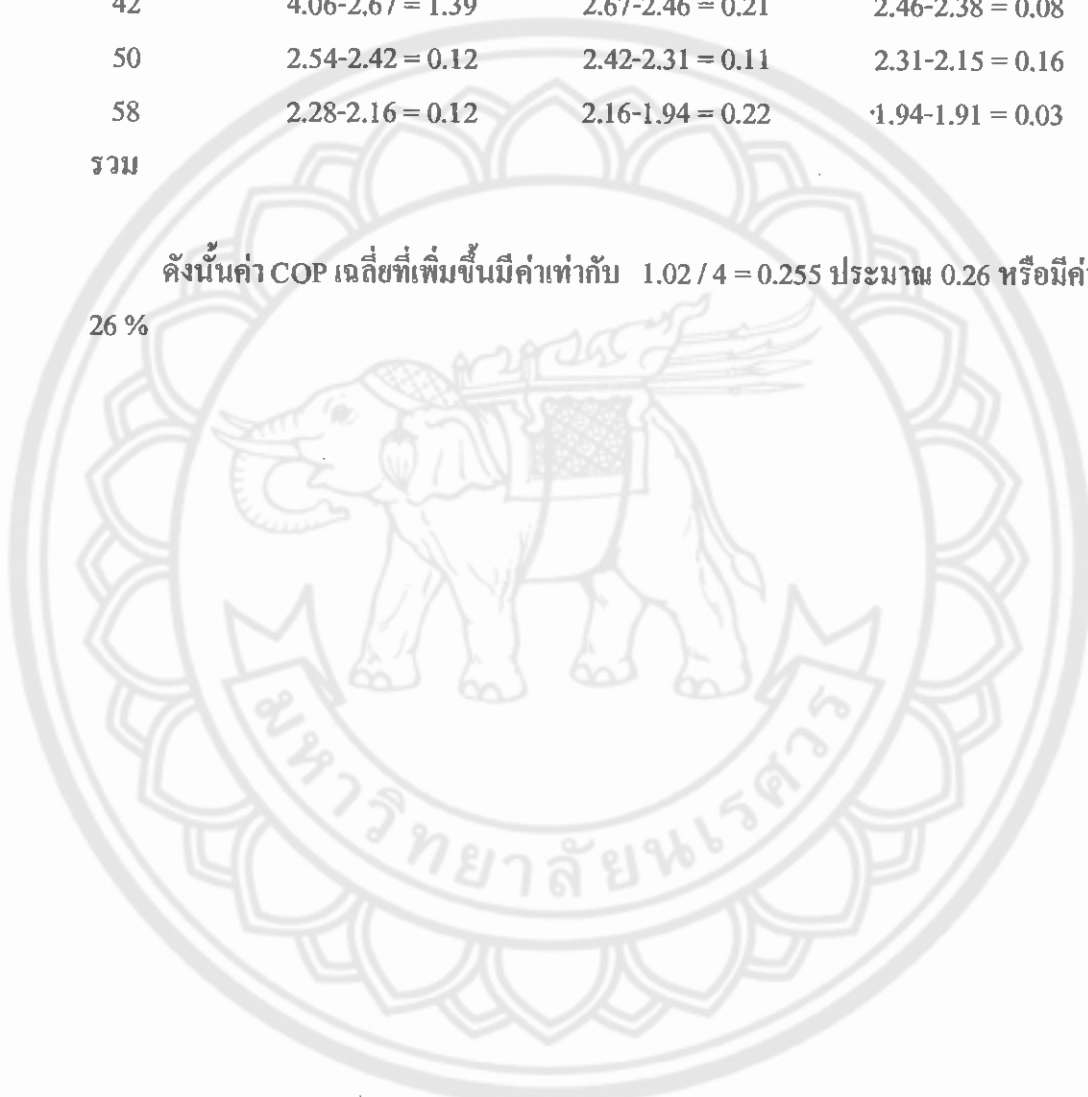 42 4.06-2.67 = 1.39 2.67-2.46 = 0.21 2.46-2.38 = 0.08
50 2.54-2.42 = 0.12 2.42-2.31 = 0.11 2.31-2.15 = 0.16
58 2.28-2.16 = 0.12 2.16-1.94 = 0.22 1.94-1.91 = 0.03
รวม
ดังนั้นค่า COP เฉลี่ยที่เพิ่มขึ้นมีค่าเท่ากับ 1.02 / 4 = 0.255 ประมาณ 0.26 หรือมีค่
26 %
มหาวิทยาลัยนเรศวร